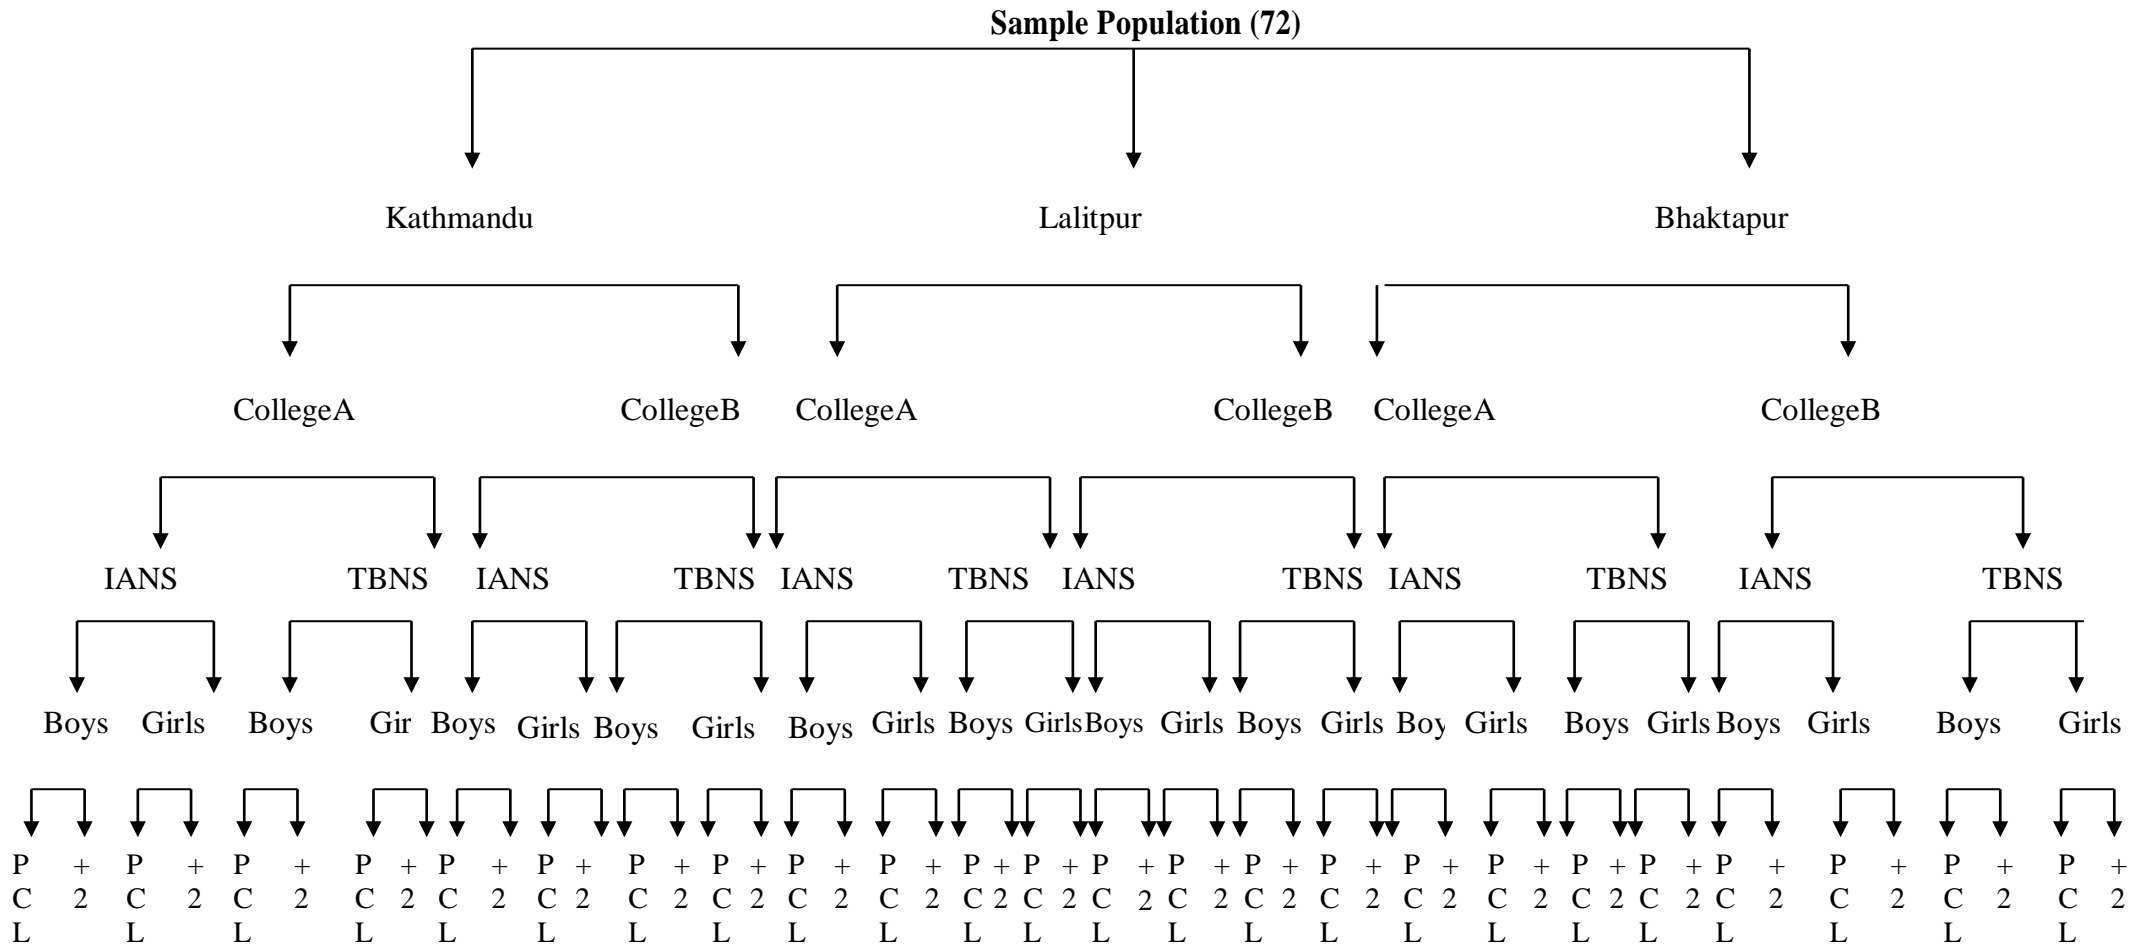 Sample Population (72)
Kathmandu Lalitpur Bhaktapur
CollegeA CollegeB CollegeA CollegeB CollegeA CollegeB
IANS TBNS IANS TBNS IANS TBNS IANS TBNS IANS TBNS IANS TBNS
Boys Girls Boys Gir Boys Girls Boys Girls Boys Girls Boys Girls Boys Girls Boys Girls Boy Girls Boys Girls Boys Girls Boys Girls
P + P + P + P + P + P + P + P + P + P + P + P + P + P + P + P + P + P + P + P + P + P + P + P +
C 2 C 2 C 2 C 2 C 2 C 2 C 2 C 2 C 2 C 2 C 2 C 2 C 2 C 2 C 2 C 2 C 2 C 2 C 2 C 2 C 2 C 2 C 2 C 2
L L L L L L L L L L L L L L L L L L L L L L L L